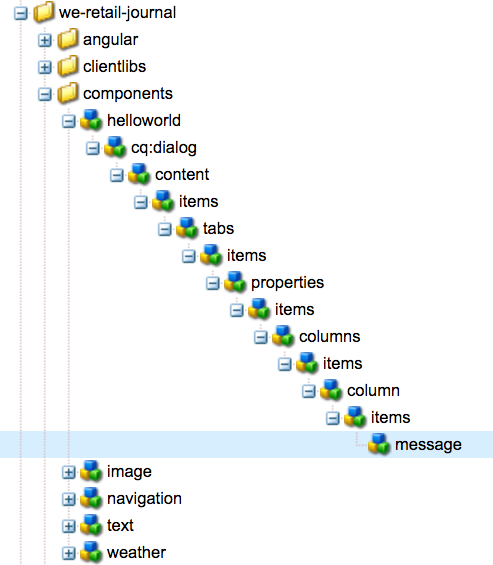 we-retail-journal
angular
clientlibs
components
helloworld
cq:dialog
content
items
tabs
items
properties
items
columns
items
column
items
message
image
navigation
text
weather